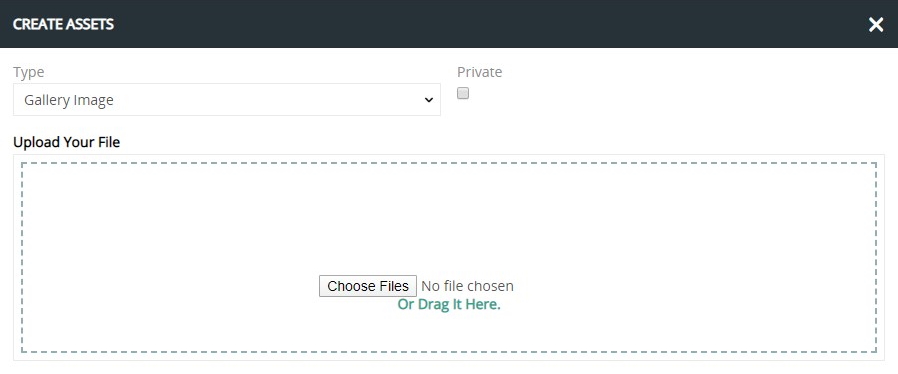 CREATE ASSETS
Type
Private
Gallery Image
Upload Your File
Choose Files No file chosen
Or Drag It Here.